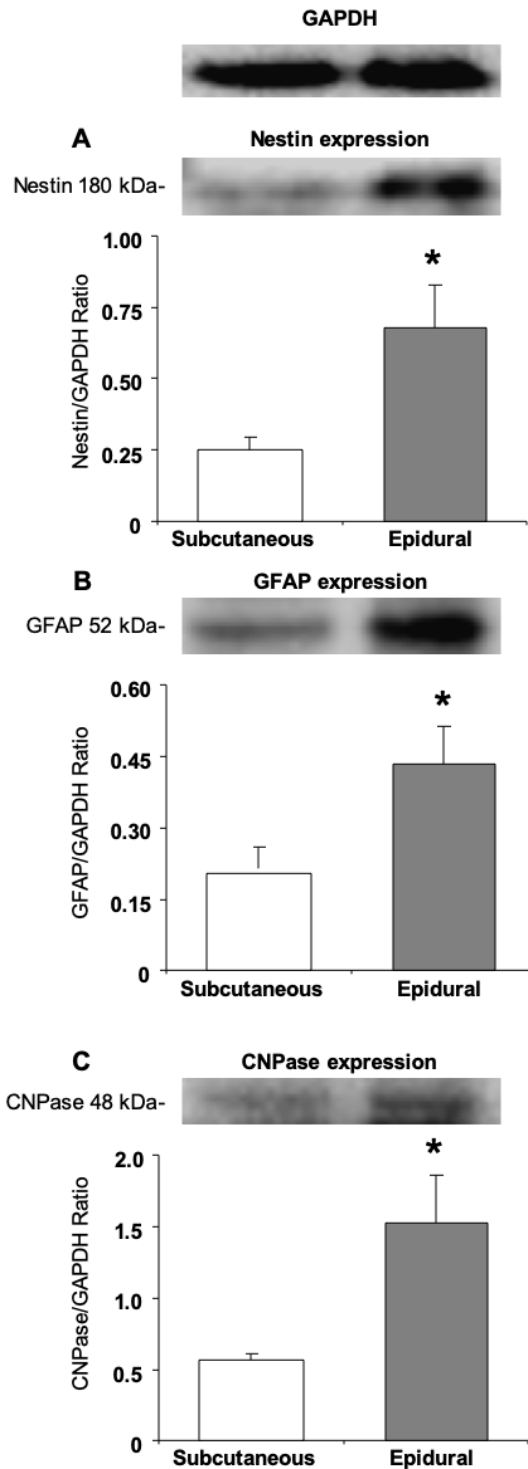 GAPDH
A
Nestin expression
Nestin 180 kDa-
1.00
0.75
0.50
0.25
0
Nestin/GAPDH Ratio
*
Subcutaneous
Epidural
B
GFAP expression
GFAP 52 kDa-
0.60
0.45
0.30
0.15
0
GFAP/GAPDH Ratio
*
Subcutaneous
Epidural
C
CNPase expression
CNPase 48 kDa-
2.0
1.5
1.0
0.5
0
CNPase/GAPDH Ratio
*
Subcutaneous
Epidural